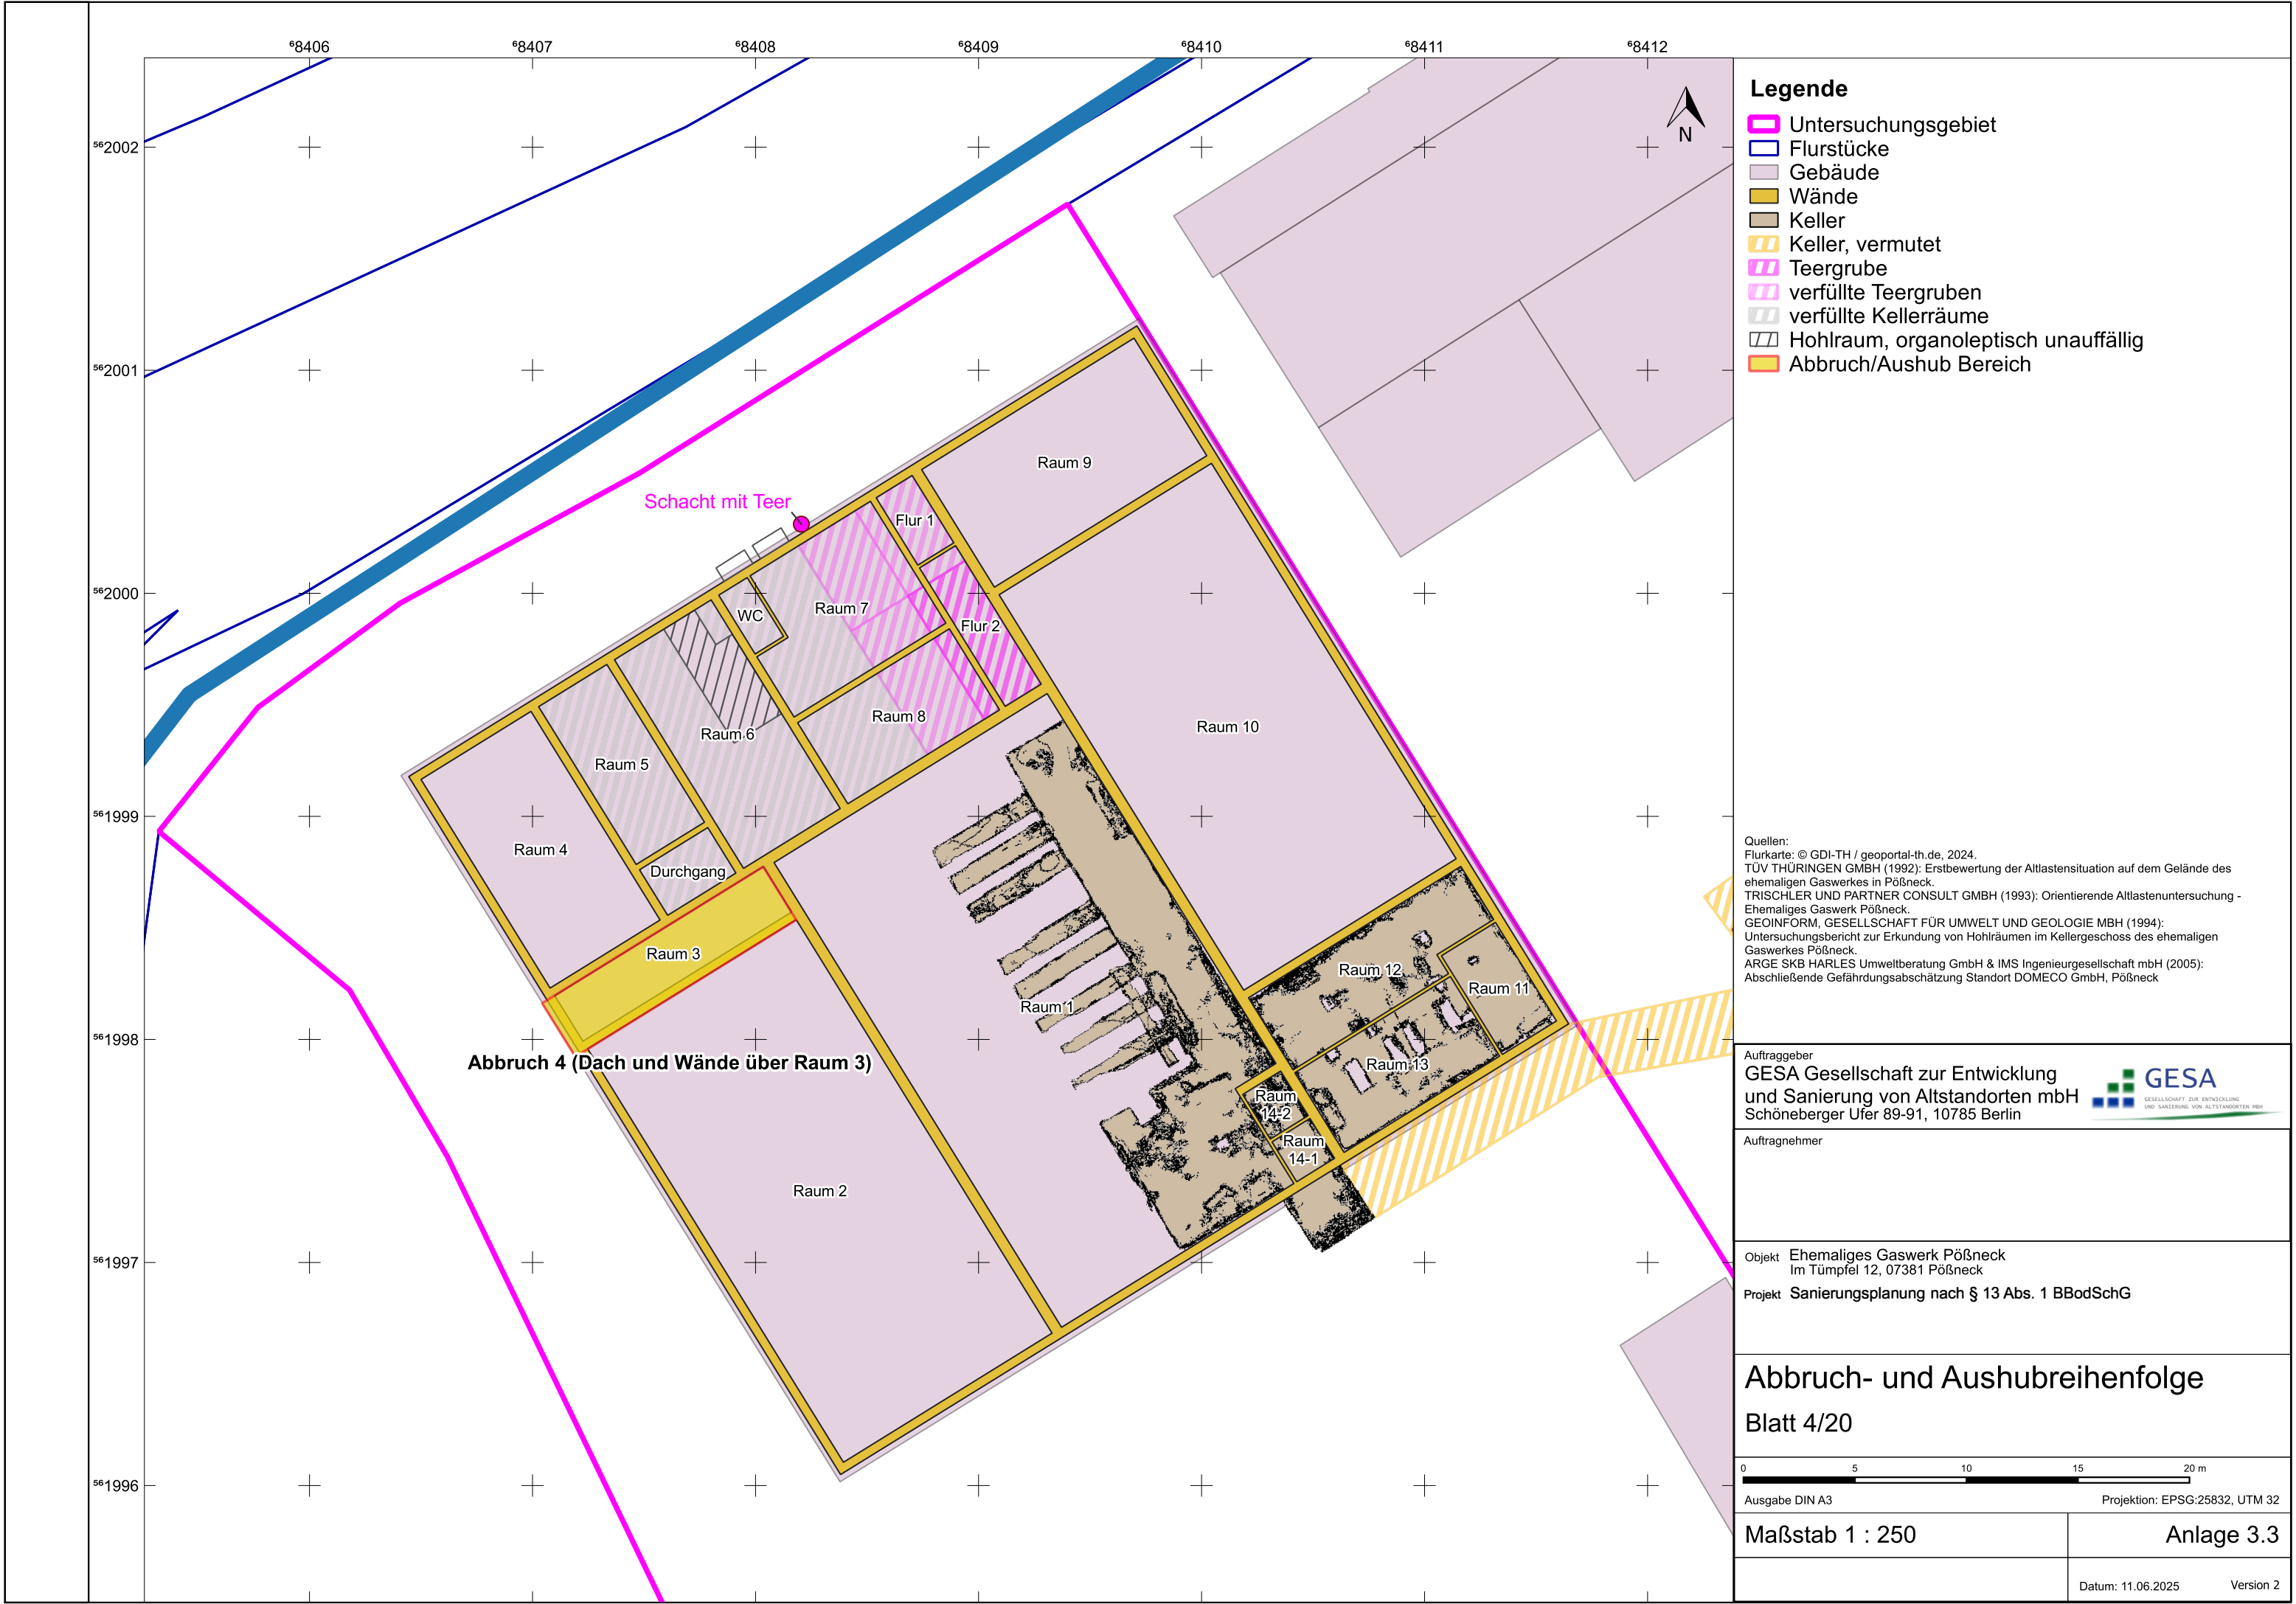 ⁶8406 ⁶8407 ⁶8408 ⁶8409 ⁶8410 ⁶8411 ⁶8412
⁵⁶2002
⁵⁶2001
⁵⁶2000
⁵⁶1999
⁵⁶1998
⁵⁶1997
⁵⁶1996
N
Schacht mit Teer
Raum 9
Flur 1
Raum 7
WC
Flur 2
Raum 8
Raum 6
Raum 10
Raum 5
Raum 4
Durchgang
Raum 3
Raum 12
Raum 11
Raum 1
Abbruch 4 (Dach und Wände über Raum 3)
Raum 13
Raum
14-2
Raum
14-1
Raum 2
Legende
Untersuchungsgebiet
Flurstücke
Gebäude
Wände
Keller
Keller, vermutet
Teergrube
verfüllte Teergruben
verfüllte Kellerräume
Hohlraum, organoleptisch unauffällig
Abbruch/Aushub Bereich
Quellen:
Flurkarte: © GDI-TH / geoportal-th.de, 2024.
TÜV THÜRINGEN GMBH (1992): Erstbewertung der Altlastensituation auf dem Gelände des
ehemaligen Gaswerkes in Pößneck.
TRISCHLER UND PARTNER CONSULT GMBH (1993): Orientierende Altlastenuntersuchung -
Ehemaliges Gaswerk Pößneck.
GEOINFORM, GESELLSCHAFT FÜR UMWELT UND GEOLOGIE MBH (1994):
Untersuchungsbericht zur Erkundung von Hohlräumen im Kellergeschoss des ehemaligen
Gaswerkes Pößneck.
ARGE SKB HARLES Umweltberatung GmbH & IMS Ingenieurgesellschaft mbH (2005):
Abschließende Gefährdungsabschätzung Standort DOMECO GmbH, Pößneck
Auftraggeber
GESA Gesellschaft zur Entwicklung
und Sanierung von Altstandorten mbH
Schöneberger Ufer 89-91, 10785 Berlin
GESA
GESELLSCHAFT ZUR ENTWICKLUNG
UND SANIERUNG VON ALTSTANDORTEN MBH
Auftragnehmer
Objekt Ehemaliges Gaswerk Pößneck
Im Tümpfel 12, 07381 Pößneck
Projekt Sanierungsplanung nach § 13 Abs. 1 BBodSchG
Abbruch- und Aushubreihenfolge
Blatt 4/20
0 5 10 15 20 m
Ausgabe DIN A3 Projektion: EPSG:25832, UTM 32
Maßstab 1 : 250 Anlage 3.3
Datum: 11.06.2025 Version 2